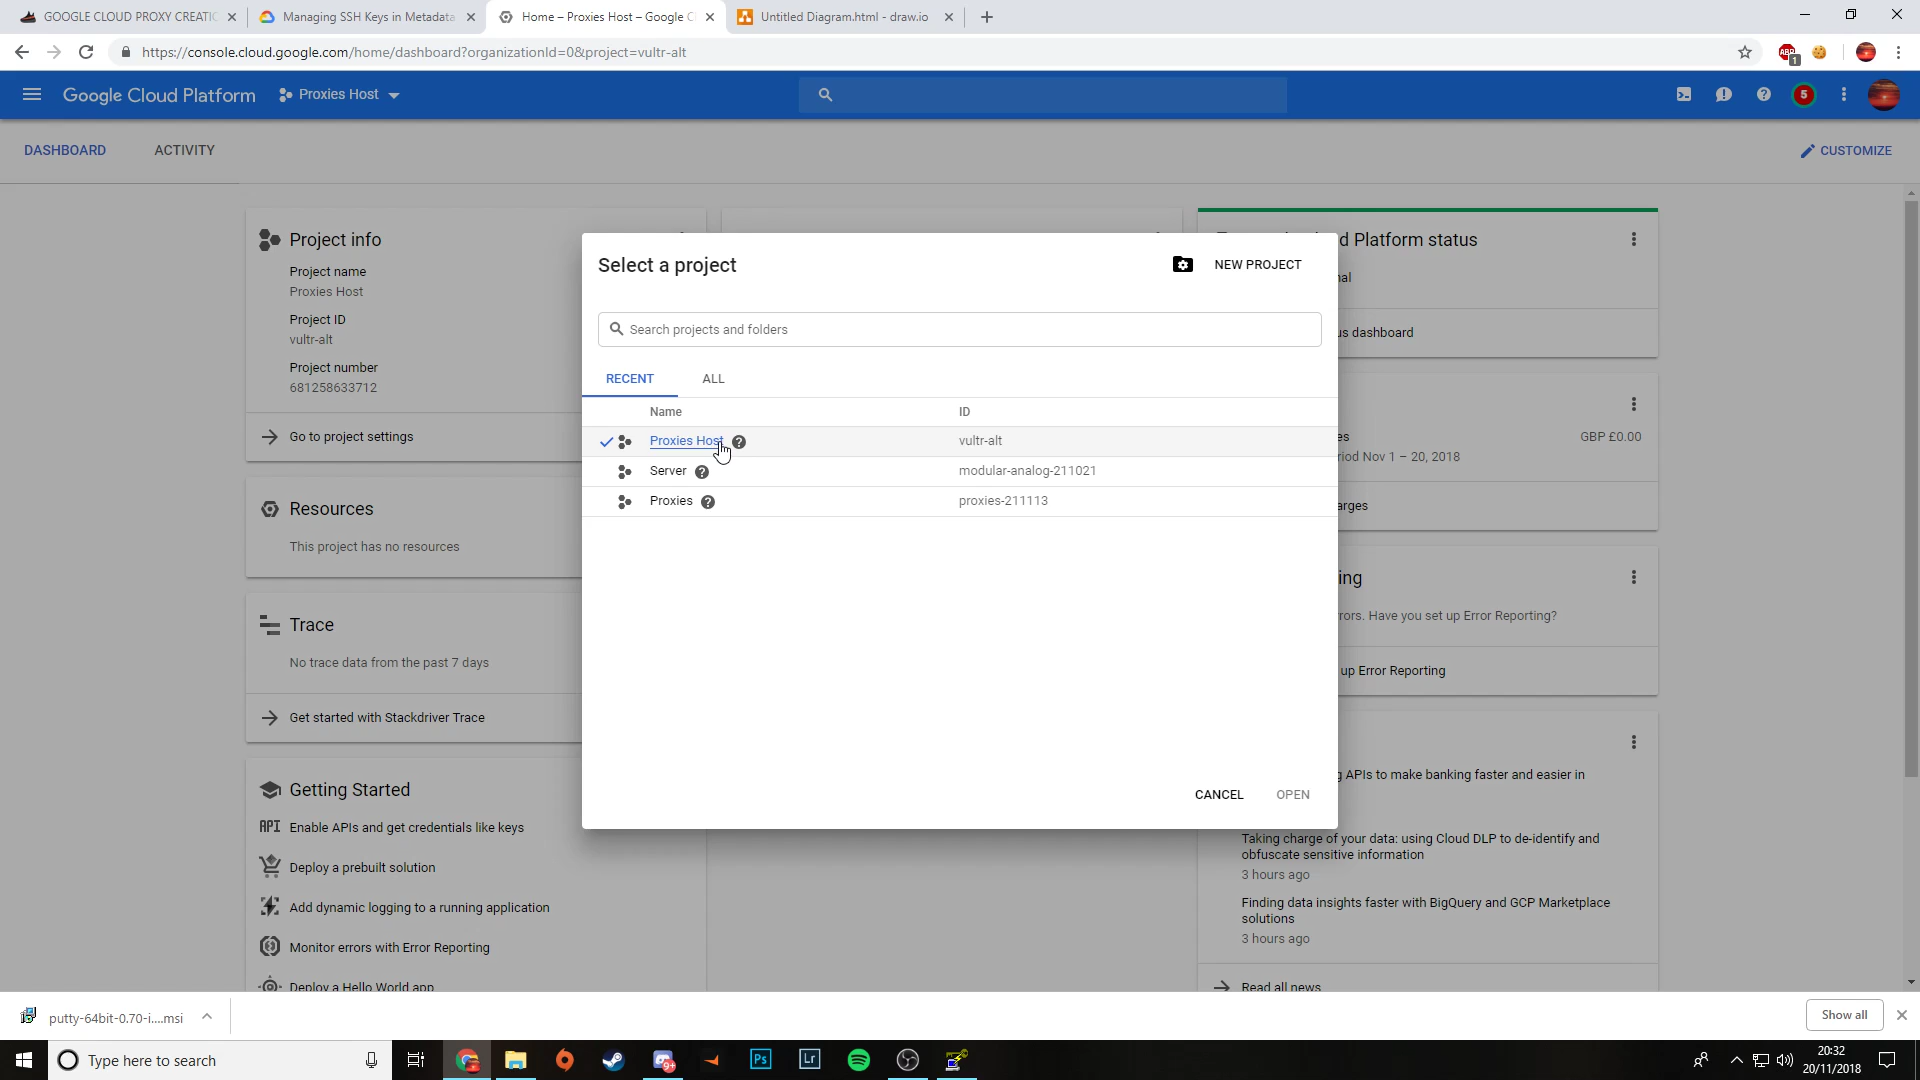 GOOGLE CLOUD PROXY CREATIO
Managing SSH Keys in Metadata
Home – Proxies Host – Google C
Untitled Diagram.html - draw.io
https://console.cloud.google.com/home/dashboard?organizationId=0&project=vultr-alt
ABP
1
Google Cloud Platform
Proxies Host
5
DASHBOARD
ACTIVITY
CUSTOMIZE
Project info
Project name
Proxies Host
Project ID
vultr-alt
Project number
681258633712
Go to project settings
Resources
This project has no resources
Trace
No trace data from the past 7 days
Get started with Stackdriver Trace
Getting Started
API Enable APIs and get credentials like keys
Deploy a prebuilt solution
Add dynamic logging to a running application
Monitor errors with Error Reporting
Deploy a Hello World app
Select a project
NEW PROJECT
Search projects and folders
RECENT
ALL
Name
ID
Proxies Host
vultr-alt
Server
modular-analog-211021
Proxies
proxies-211113
CANCEL
OPEN
d Platform status
nal
us dashboard
es
GBP £0.00
riod Nov 1 – 20, 2018
arges
ing
rors. Have you set up Error Reporting?
up Error Reporting
g APIs to make banking faster and easier in
Taking charge of your data: using Cloud DLP to de-identify and
obfuscate sensitive information
3 hours ago
Finding data insights faster with BigQuery and GCP Marketplace
solutions
3 hours ago
Read all news
putty-64bit-0.70-i....msi
Show all
Type here to search
9+
Ps
Lr
20:32
20/11/2018